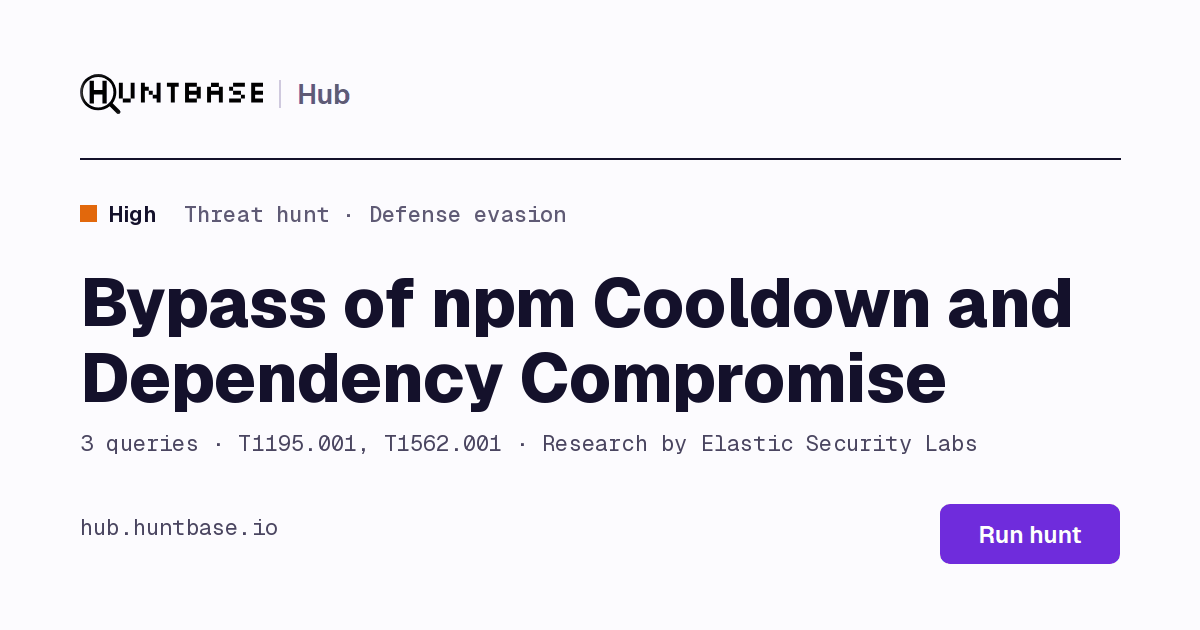 HUNTBASE | Hub
High Threat hunt · Defense evasion
Bypass of npm Cooldown and
Dependency Compromise
3 queries · T1195.001, T1562.001 · Research by Elastic Security Labs
hub.huntbase.io
Run hunt